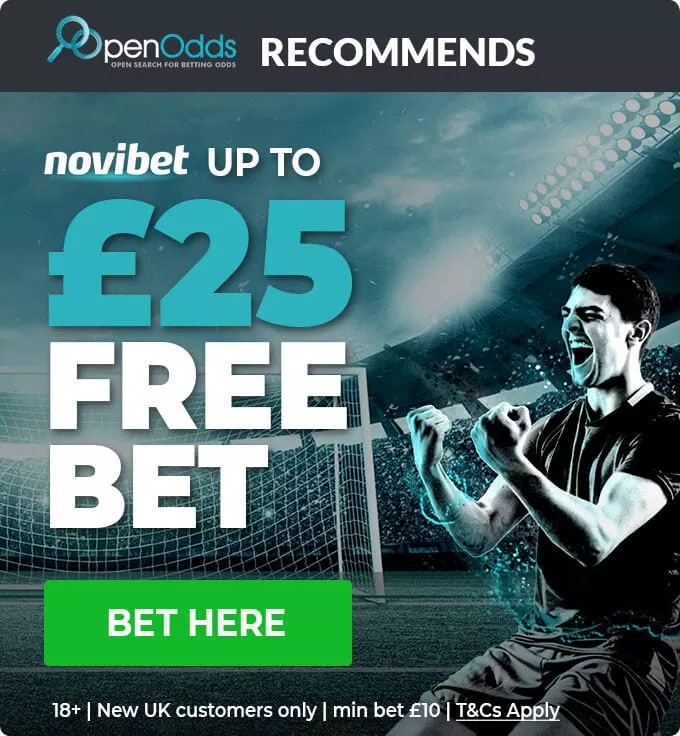 OpenOdds RECOMMENDS
OPEN SEARCH FOR BETTING ODDS
novibet UP TO
£25
FREE
BET
BET HERE
18+ | New UK customers only | min bet £10 | T&Cs Apply